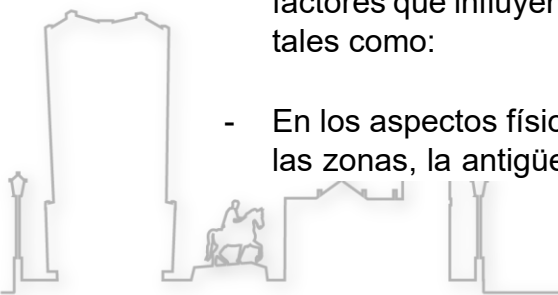 factores que influyen
tales como:
- En los aspectos físic
las zonas, la antigüe